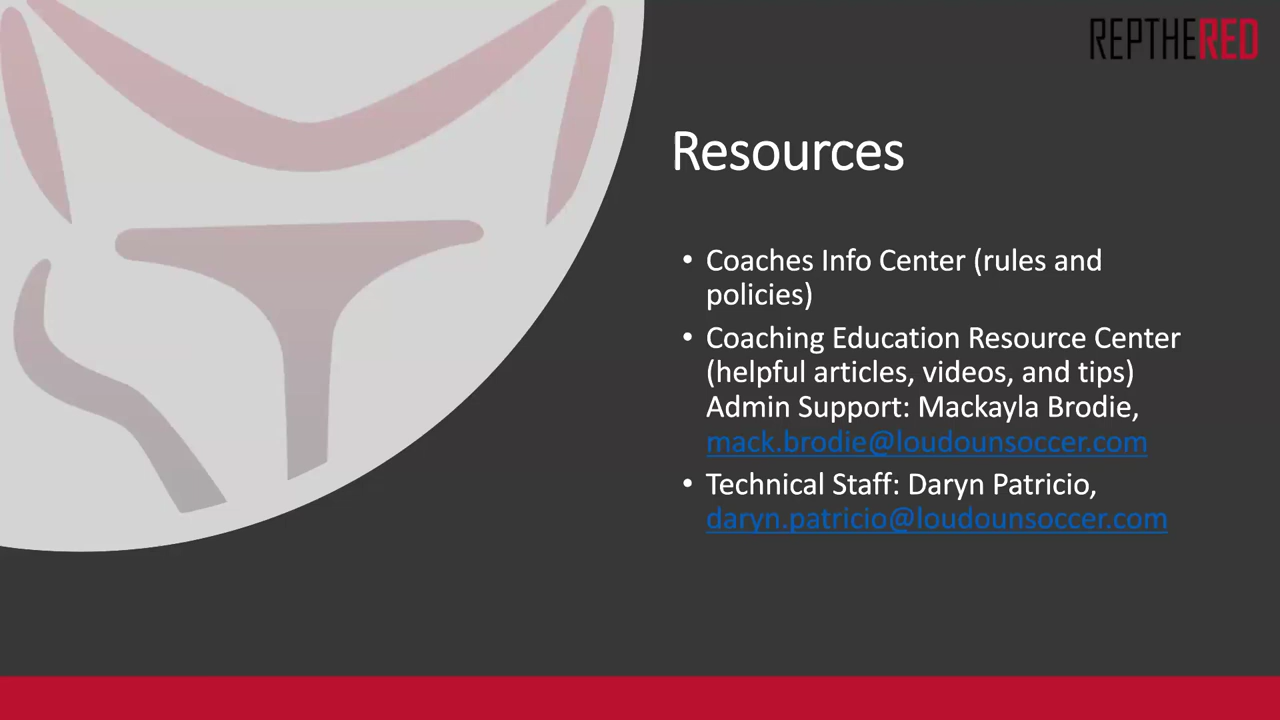 REPTHERED
Resources
• Coaches Info Center (rules and
policies)
• Coaching Education Resource Center
(helpful articles, videos, and tips)
Admin Support: Mackayla Brodie,
mack.brodie@loudounsoccer.com
• Technical Staff: Daryn Patricio,
daryn.patricio@loudounsoccer.com